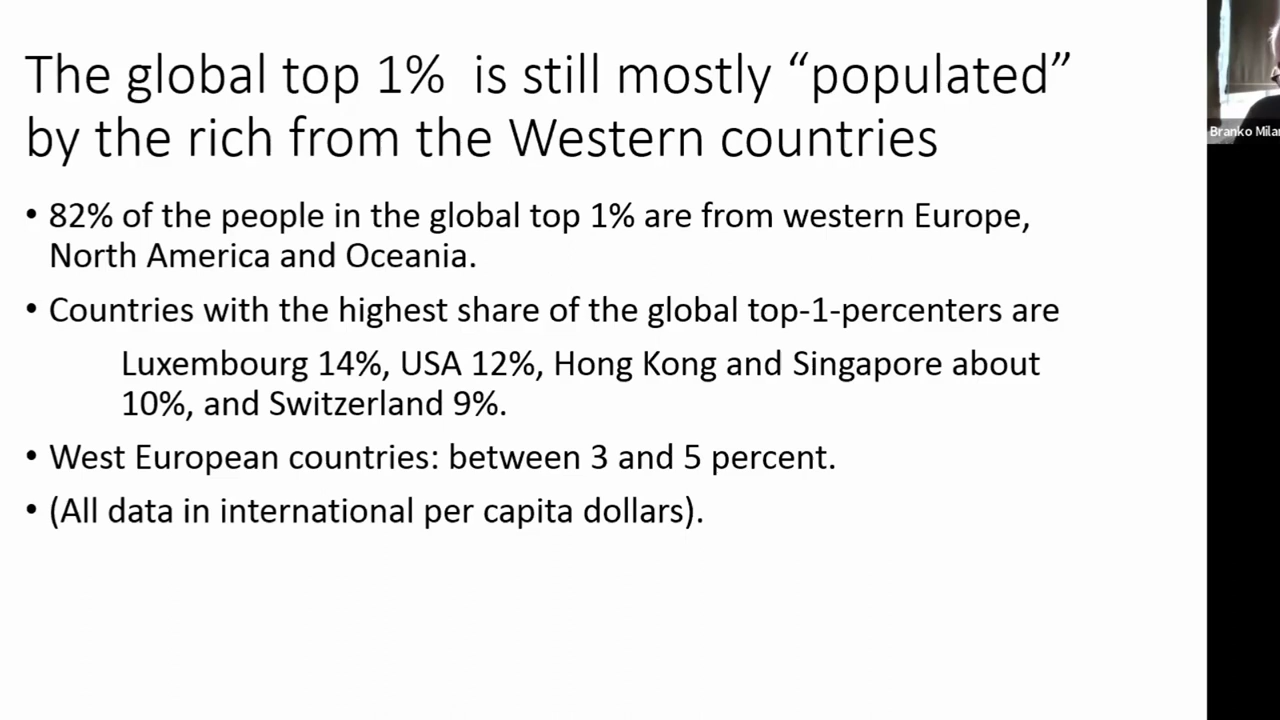 The global top 1% is still mostly “populated”
by the rich from the Western countries
• 82% of the people in the global top 1% are from western Europe,
North America and Oceania.
• Countries with the highest share of the global top-1-percenters are
Luxembourg 14%, USA 12%, Hong Kong and Singapore about
10%, and Switzerland 9%.
• West European countries: between 3 and 5 percent.
• (All data in international per capita dollars).
Branko Mila